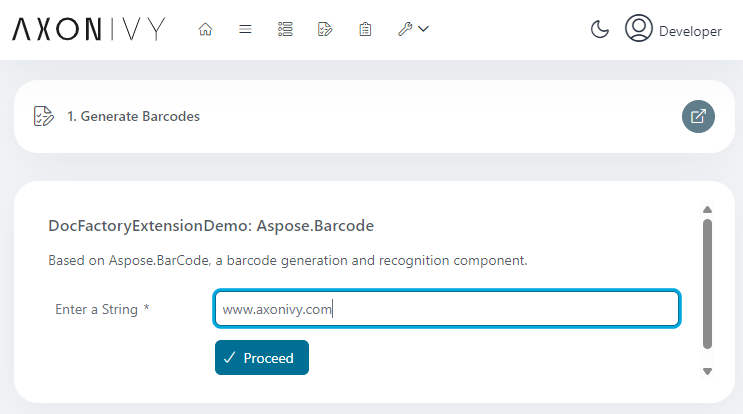 AXONIVY
Developer
1. Generate Barcodes
DocFactoryExtensionDemo: Aspose.Barcode
Based on Aspose.BarCode, a barcode generation and recognition component.
Enter a String *
www.axonivy.com
Proceed